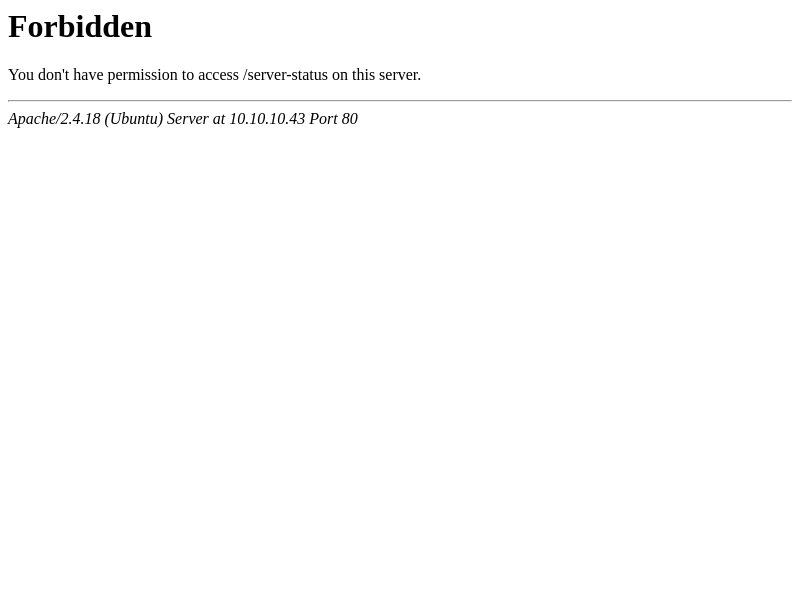 Forbidden
You don't have permission to access /server-status on this server.
Apache/2.4.18 (Ubuntu) Server at 10.10.10.43 Port 80